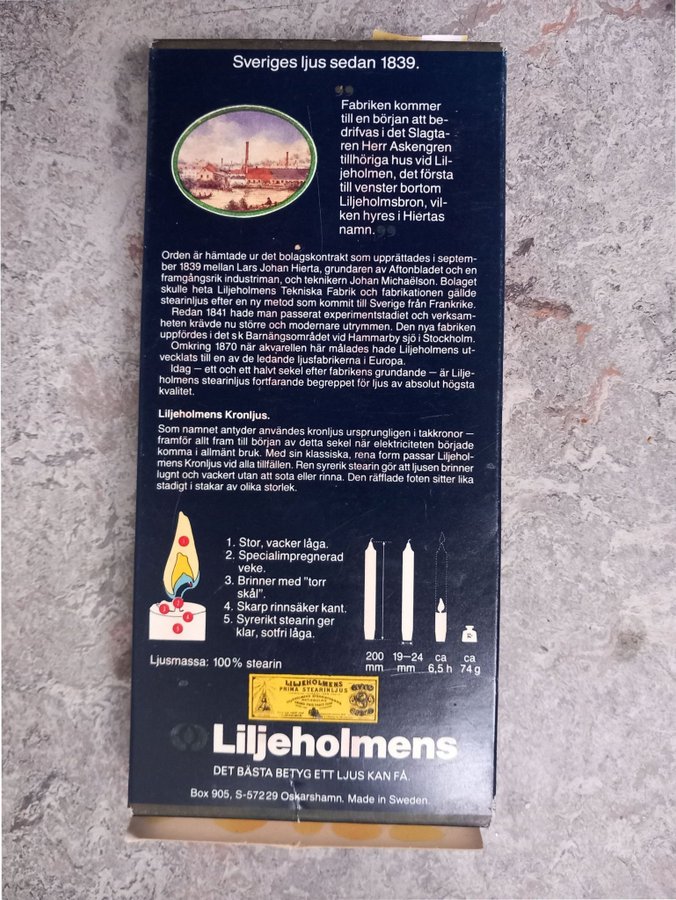 Sveriges ljus sedan 1839.
”
Fabriken kommer
till en början att be-
drifvas i det Slagta-
ren Herr Askengren
tillhöriga hus vid Lil-
jeholmen, det första
till venster bortom
Liljeholmsbron, vil-
ken hyres i Hiertas
namn.”
Orden är hämtade ur det bolagskontrakt som upprättades i septem-
ber 1839 mellan Lars Johan Hierta, grundaren av Aftonbladet och en
framgångsrik industriman, och teknikern Johan Michaëlson. Bolaget
skulle heta Liljeholmens Tekniska Fabrik och fabrikationen gällde
stearinljus efter en ny metod som kommit till Sverige från Frankrike.
Redan 1841 hade man passerat experimentstadiet och verksam-
heten krävde nu större och modernare utrymmen. Den nya fabriken
uppfördes i det s k Barnängsområdet vid Hammarby sjö i Stockholm.
Omkring 1870 när akvarellen här målades hade Liljeholmens ut-
vecklats till en av de ledande ljusfabrikerna i Europa.
Idag – ett och ett halvt sekel efter fabrikens grundande – är Lilje-
holmens stearinljus fortfarande begreppet för ljus av absolut högsta
kvalitet.
Liljeholmens Kronljus.
Som namnet antyder användes kronljus ursprungligen i takkronor –
framför allt fram till början av detta sekel när elektriciteten började
komma i allmänt bruk. Med sin klassiska, rena form passar Liljehol-
mens Kronljus vid alla tillfällen. Ren syrerik stearin gör att ljusen brinner
lugnt och vackert utan att sota eller rinna. Den räfflade foten sitter lika
stadigt i stakar av olika storlek.
1. Stor, vacker låga.
2. Specialimpregnerad
veke.
3. Brinner med ”torr
skål”.
4. Skarp rinnsäker kant.
5. Syrerikt stearin ger
klar, sotfri låga.
Ljusmassa: 100% stearin
200 19–24 ca ca
mm mm 6,5 h 74 g
LILJEHOLMENS
PRIMA STEARINLJUS
Liljeholmens
DET BÄSTA BETYG ETT LJUS KAN FÅ.
Box 905, S-572 29 Oskarshamn. Made in Sweden.